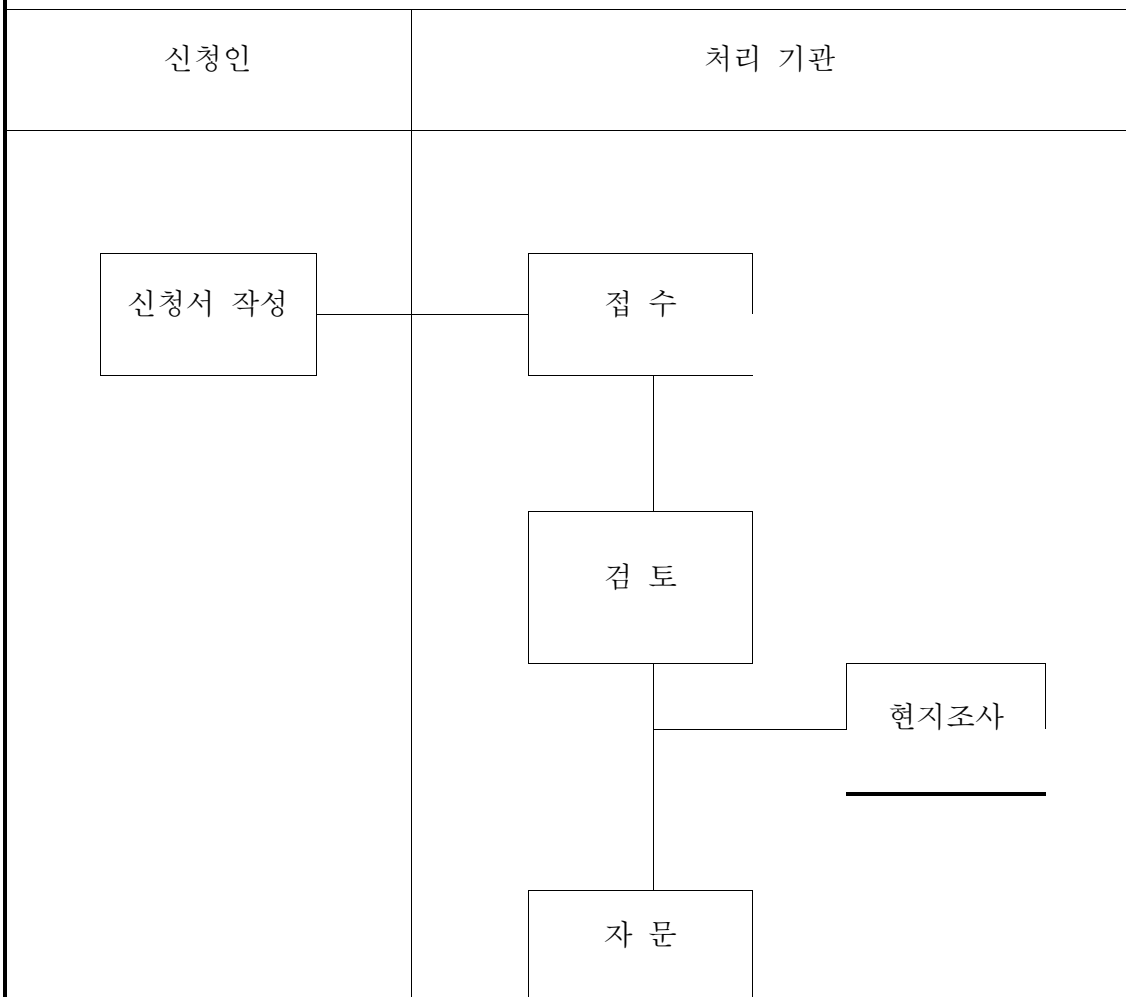 신청인
처리 기관
신청서 작성
접 수
검 토
현지조사
자 문